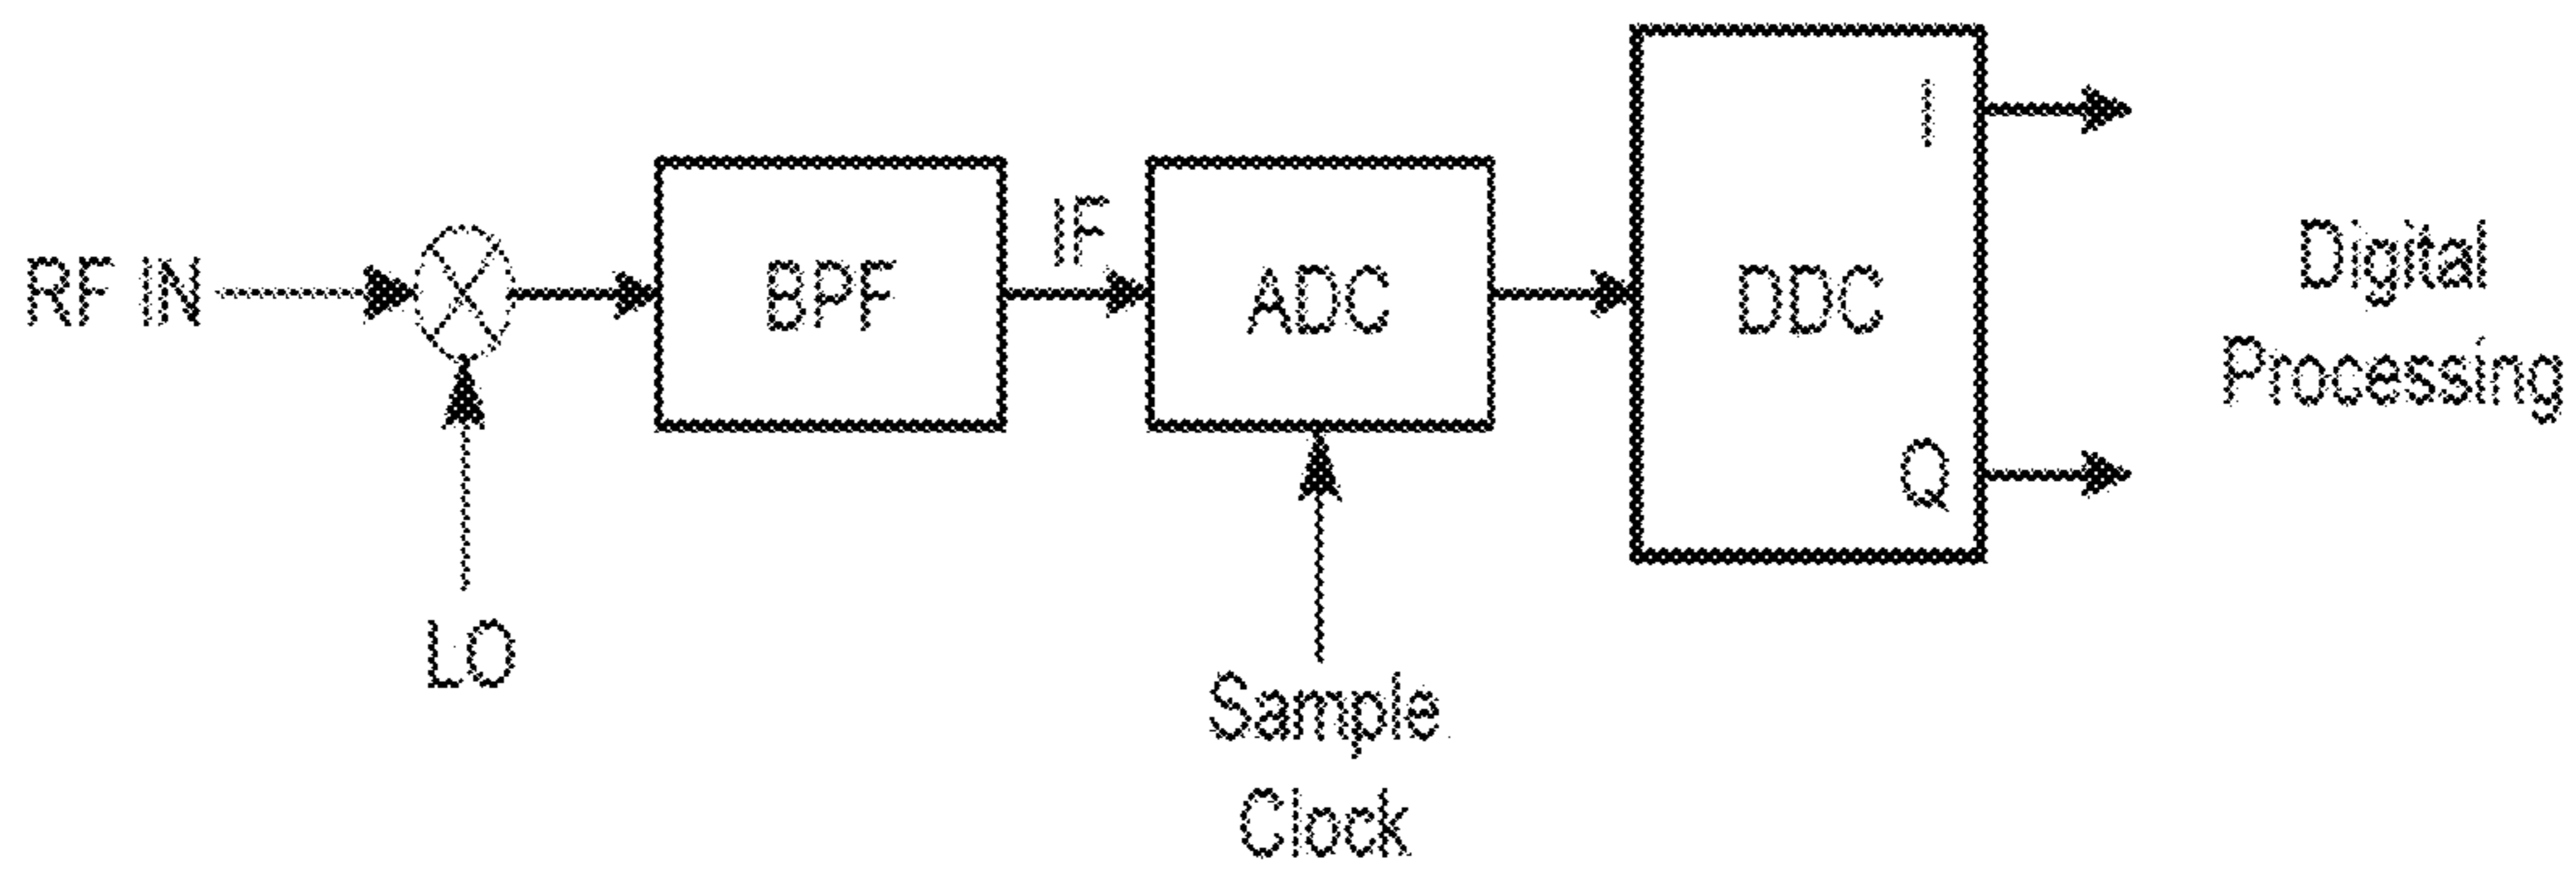 RF IN
LO
BPF
IF
ADC
Sample
Clock
DDC
I
Q
Digital
Processing